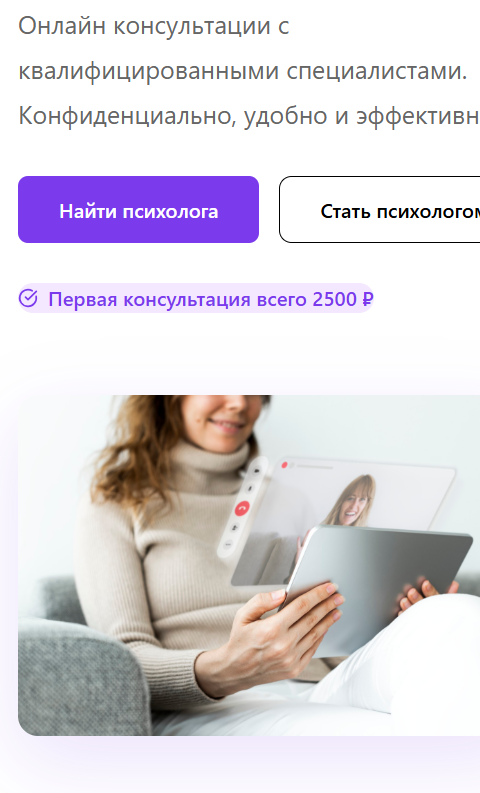 Онлайн консультации с
квалифицированными специалистами.
Конфиденциально, удобно и эффективн
Найти психолога
Стать психологом
Первая консультация всего 2500 ₽